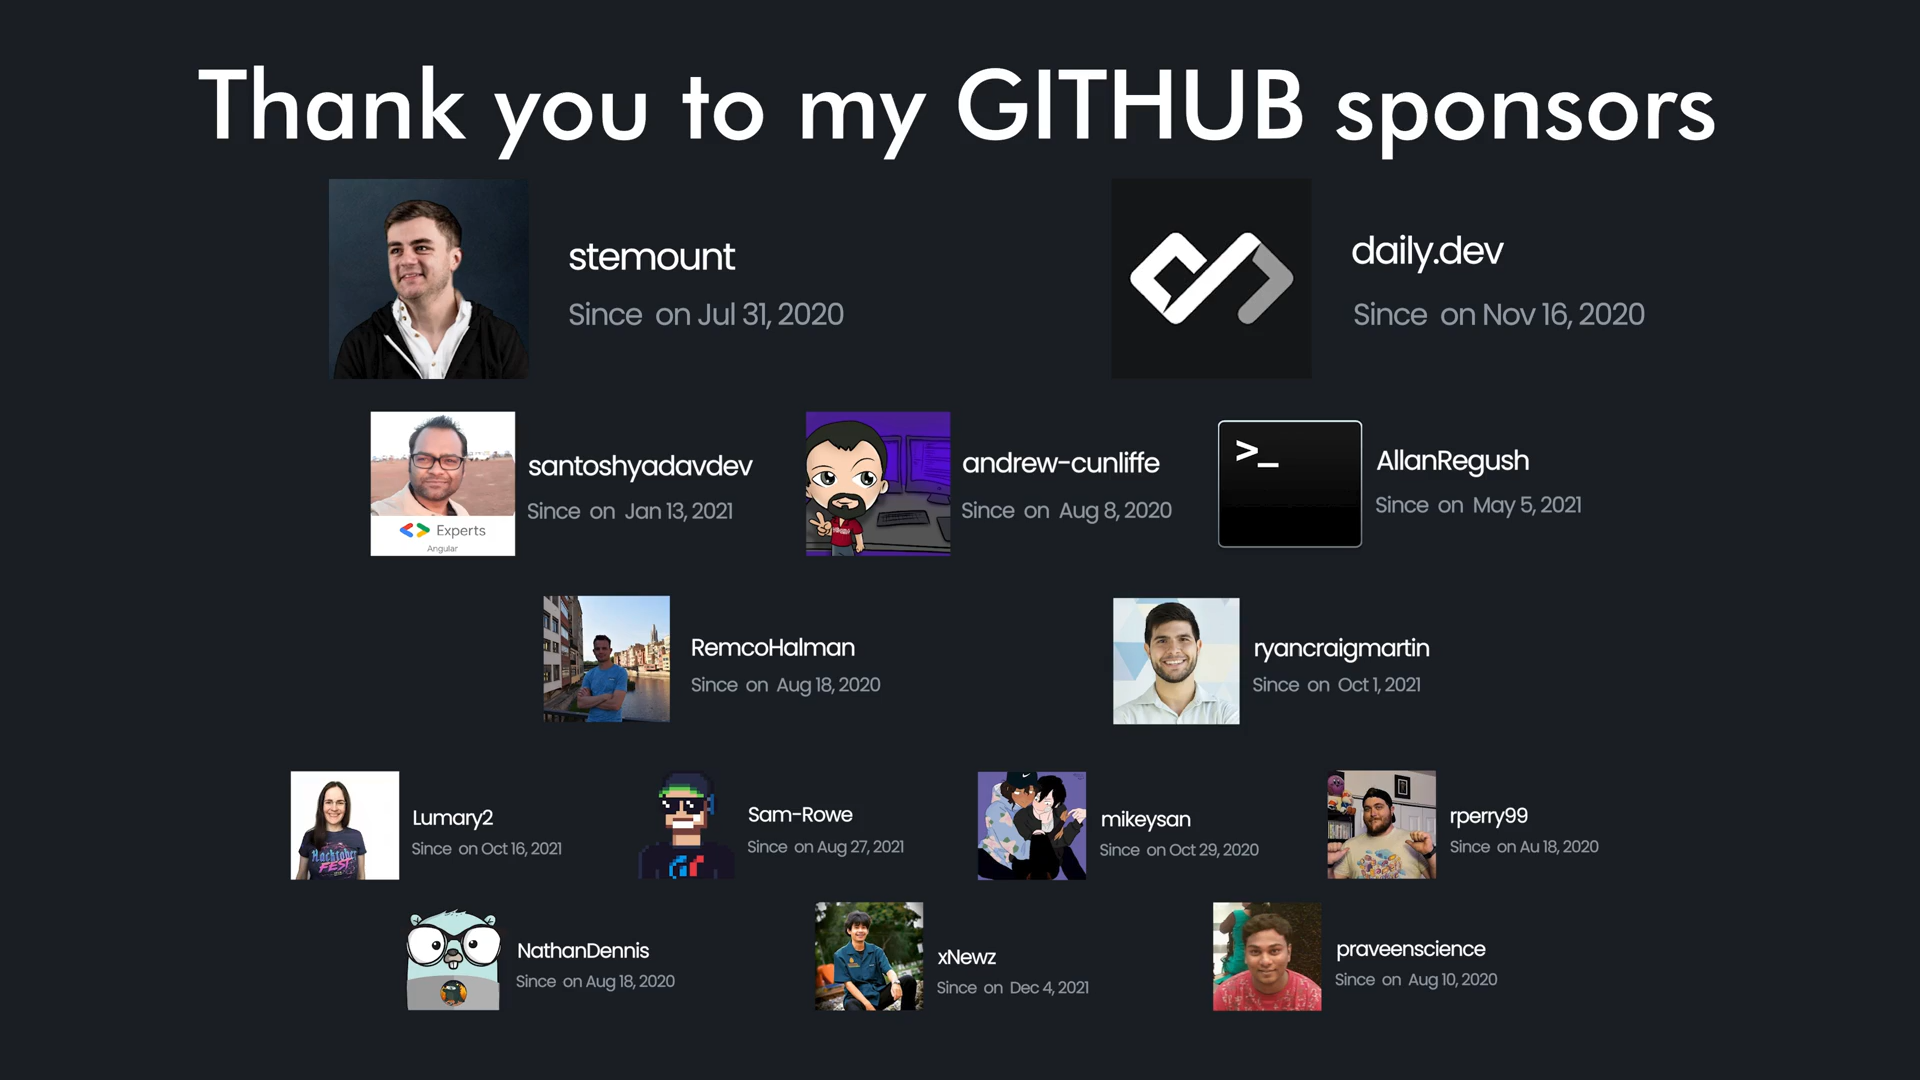 Thank you to my GITHUB sponsors
stemount
Since on Jul 31, 2020
daily.dev
Since on Nov 16, 2020
santoshyadavdev
Since on Jan 13, 2021
Experts
Angular
andrew-cunliffe
Since on Aug 8, 2020
>_
AllanRegush
Since on May 5, 2021
RemcoHalman
Since on Aug 18, 2020
ryancraigmartin
Since on Oct 1, 2021
Hacktober
FEST
Lumary2
Since on Oct 16, 2021
Sam-Rowe
Since on Aug 27, 2021
mikeysan
Since on Oct 29, 2020
rperry99
Since on Au 18, 2020
NathanDennis
Since on Aug 18, 2020
xNewz
Since on Dec 4, 2021
praveenscience
Since on Aug 10, 2020